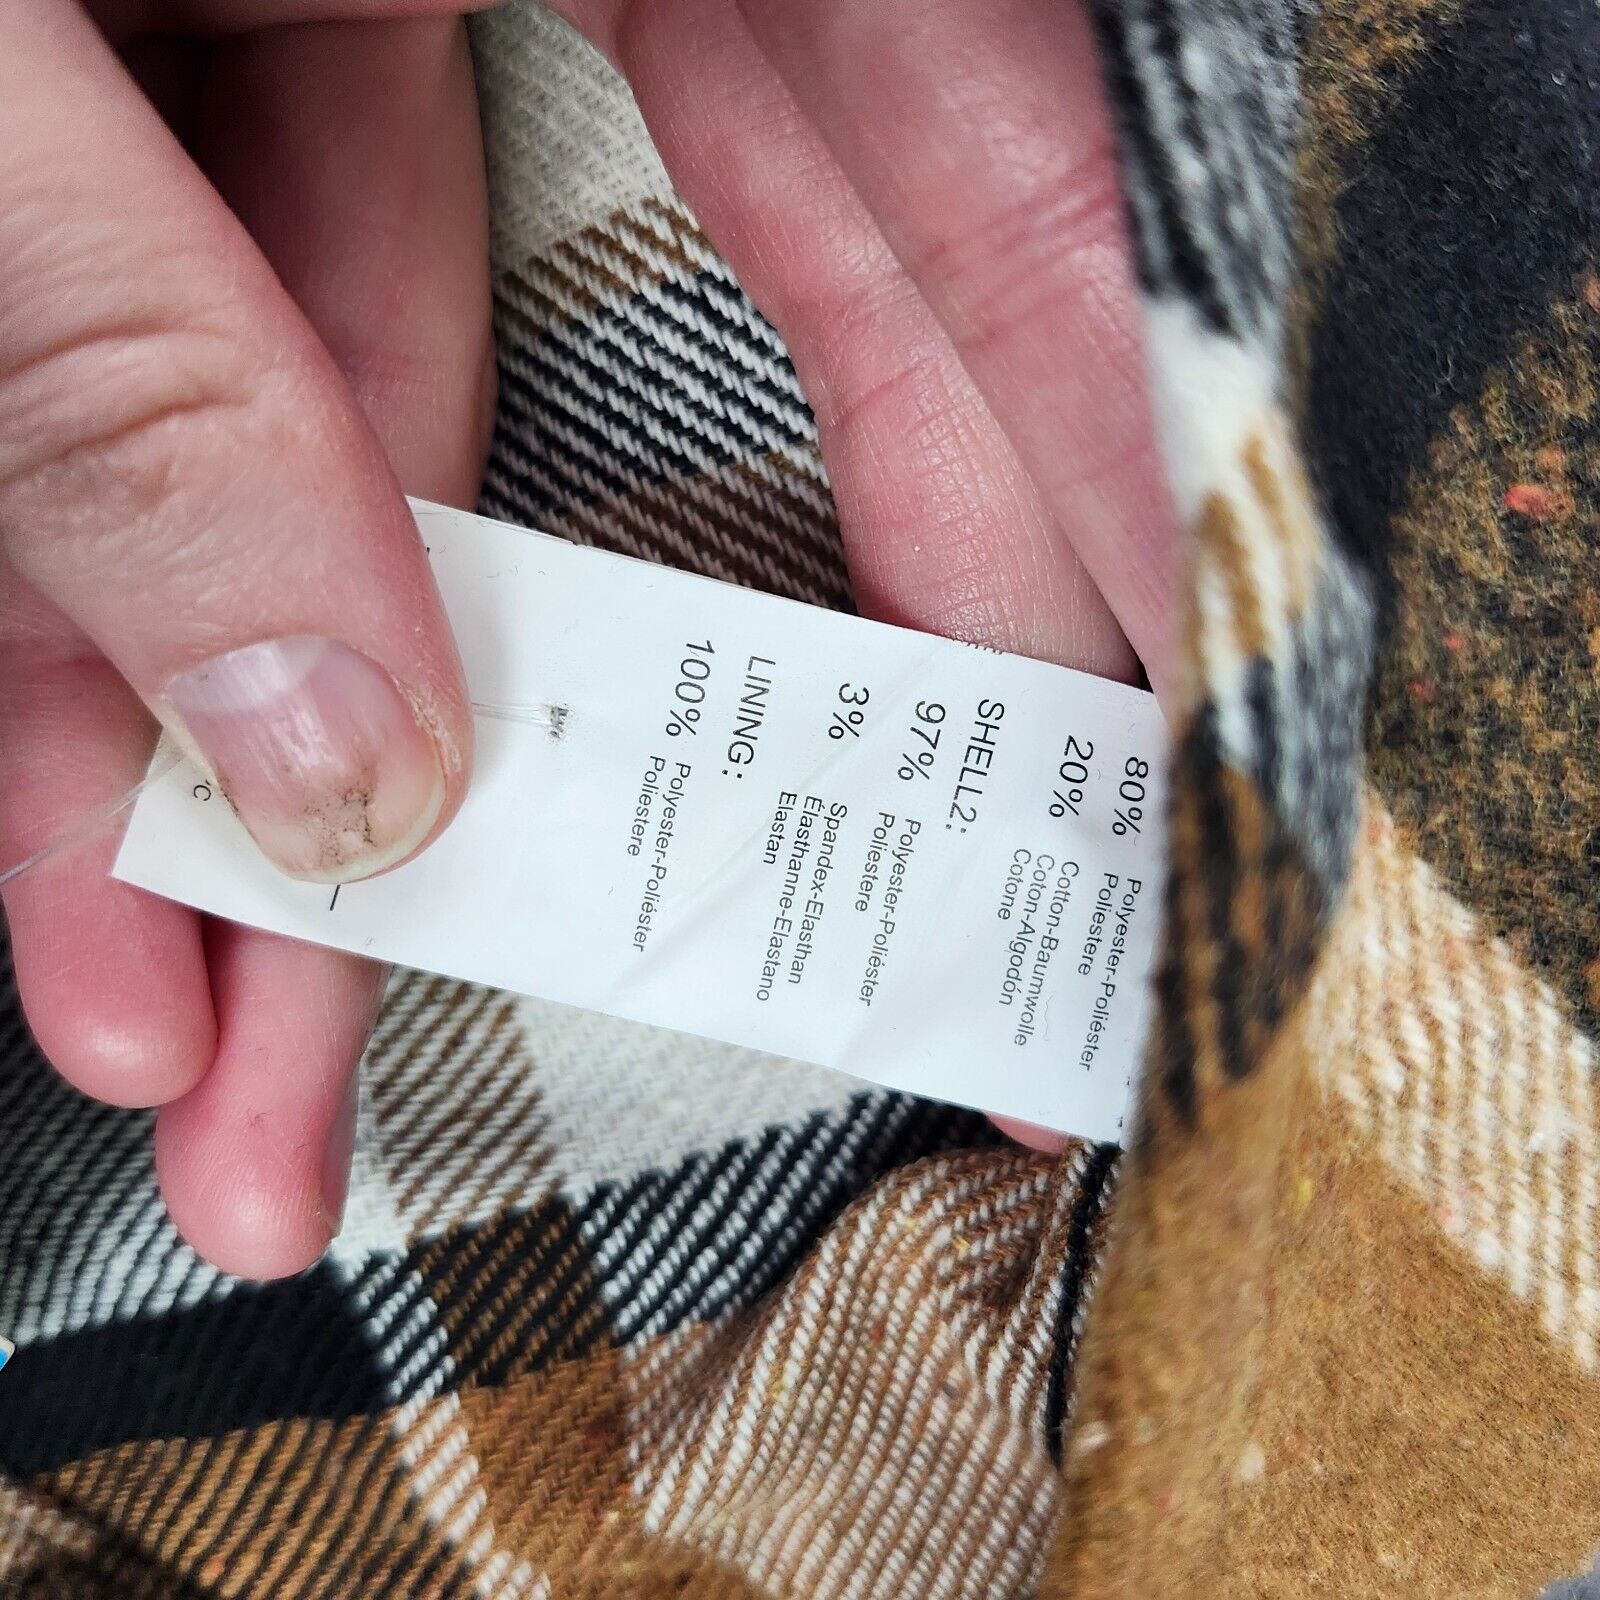 80% Polyester-Poliéster
Poliestere
20% Cotton-Baumwolle
Coton-Algodón
Cotone
SHELL2:
97% Polyester-Poliéster
Poliestere
3% Spandex-Elasthan
Élasthanne-Elastano
Elastan
LINING:
100% Polyester-Poliéster
Poliestere